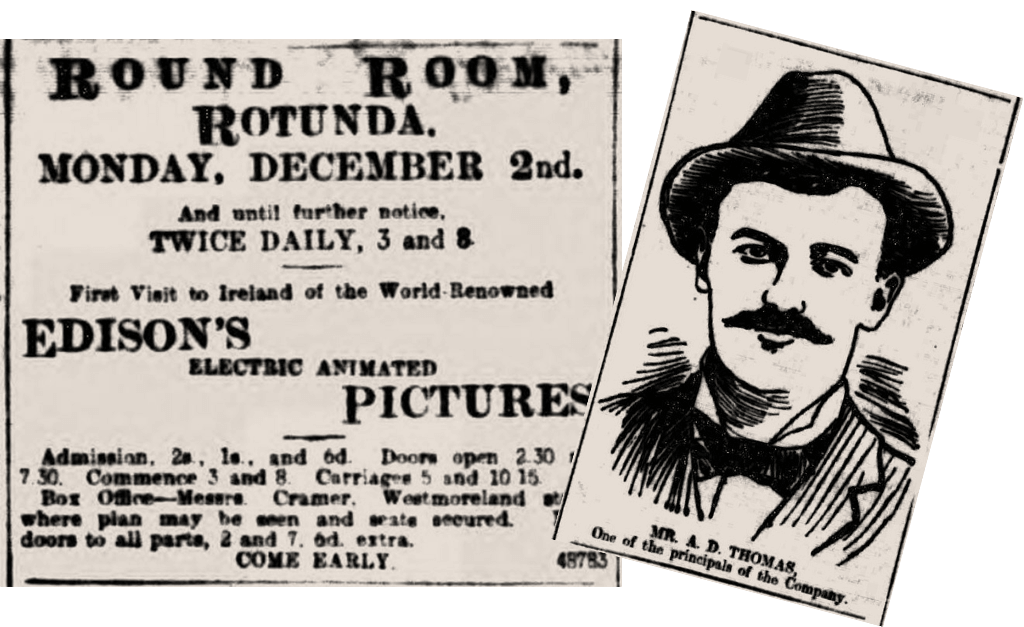 ROUND ROOM,
ROTUNDA.
MONDAY, DECEMBER 2nd.
And until further notice,
TWICE DAILY, 3 and 8
First Visit to Ireland of the World-Renowned
EDISON'S
ELECTRIC ANIMATED
PICTURES
Admission, 2s., 1s., and 6d. Doors open 2.30
7.30. Commence 3 and 8. Carriages 5 and 10 15.
Box Office—Messrs. Cramer, Westmoreland
where plan may be seen and seats secured.
doors to all parts, 2 and 7, 6d. extra.
COME EARLY.
48783
MR. A. D. THOMAS,
One of the principals of the Company.